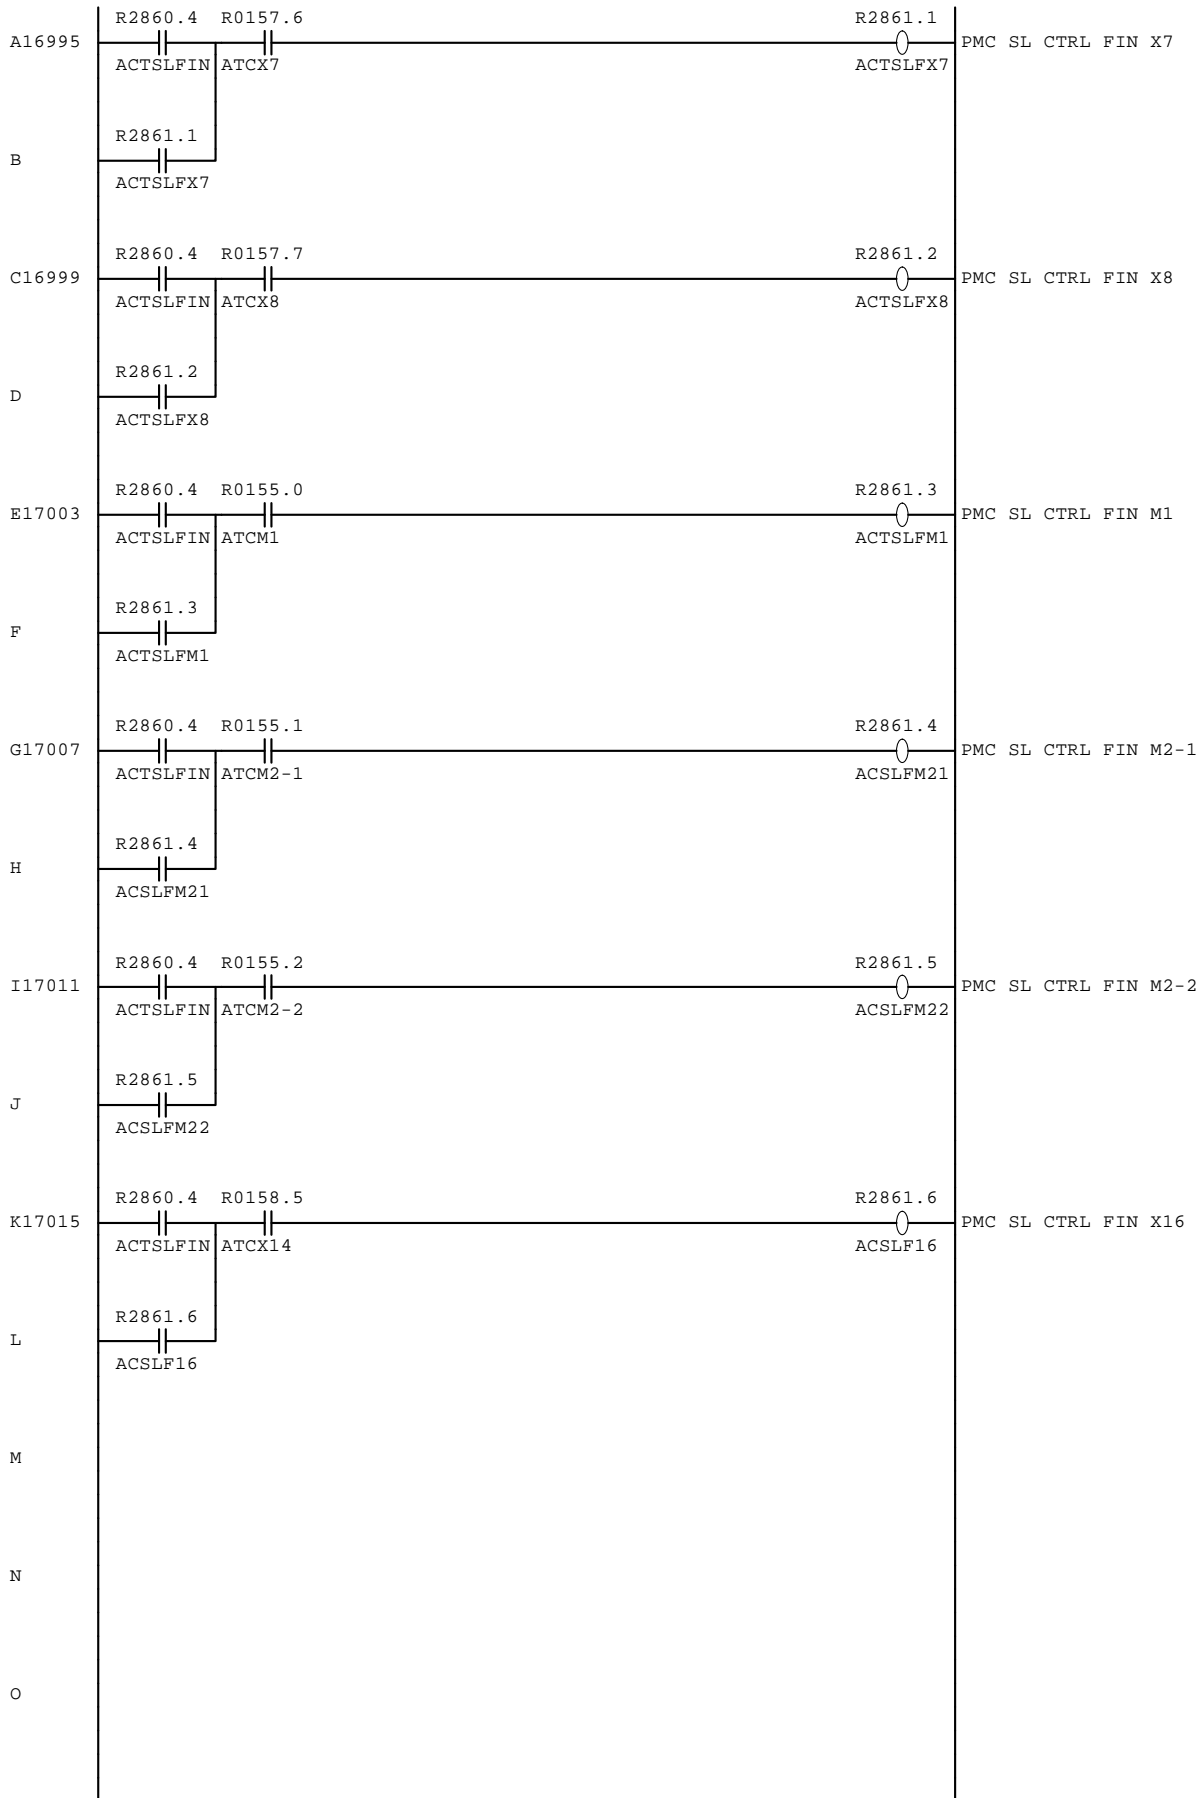 R2860.4 R0157.6 R2861.1
A16995 PMC SL CTRL FIN X7
ACTSLFIN ATCX7 ACTSLFX7
R2861.1
B
ACTSLFX7
R2860.4 R0157.7 R2861.2
C16999 PMC SL CTRL FIN X8
ACTSLFIN ATCX8 ACTSLFX8
R2861.2
D
ACTSLFX8
R2860.4 R0155.0 R2861.3
E17003 PMC SL CTRL FIN M1
ACTSLFIN ATCM1 ACTSLFM1
R2861.3
F
ACTSLFM1
R2860.4 R0155.1 R2861.4
G17007 PMC SL CTRL FIN M2-1
ACTSLFIN ATCM2-1 ACSLFM21
R2861.4
H
ACSLFM21
R2860.4 R0155.2 R2861.5
I17011 PMC SL CTRL FIN M2-2
ACTSLFIN ATCM2-2 ACSLFM22
R2861.5
J
ACSLFM22
R2860.4 R0158.5 R2861.6
K17015 PMC SL CTRL FIN X16
ACTSLFIN ATCX14 ACSLF16
R2861.6
L
ACSLF16
M
N
O